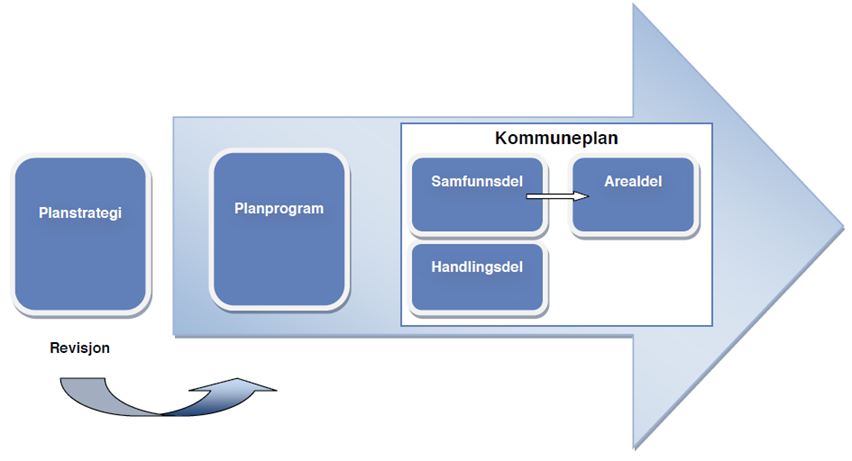 Planstrategi
Revisjon
Planprogram
Kommuneplan
Samfunnsdel
Arealdel
Handlingsdel